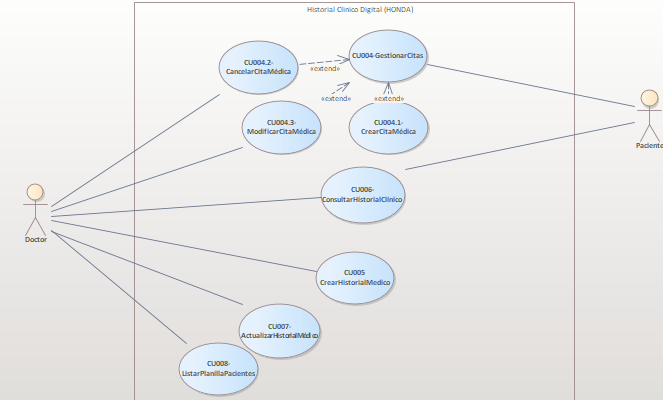 Historial Clinico Digital (HONDA)
CU004.2-
CancelarCitaMédica
CU004-GestionarCitas
«extend»
«extend»
«extend»
CU004.3-
ModificarCitaMédica
CU004.1-
CrearCitaMédica
Paciente
CU006-
ConsultarHistorialClinico
Doctor
CU005
CrearHistorialMedico
CU007-
ActualizarHistorialMédico
CU008-
ListarPlanillaPacientes